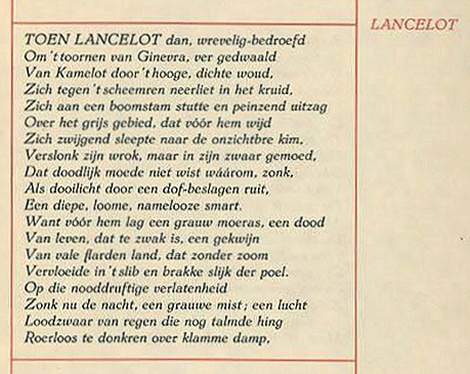 LANCELOT
TOEN LANCELOT dan, wrevelig-bedroefd
Om 't toornen van Ginevra, ver gedwaald
Van Kamelot door 't hooge, dichte woud,
Zich tegen 't scheemren neerliet in het kruid,
Zich aan een boomstam stutte en peinzend uitzag
Over het grijs gebied, dat vóór hem wijd
Zich zwijgend sleepte naar de onzichtbre kim,
Verslonk zijn wrok, maar in zijn zwaar gemoed,
Dat doodlijk moede niet wist wáárom, zonk,
Als dooilicht door een dof-beslagen ruit,
Een diepe, loome, namelooze smart.
Want vóór hem lag een grauw moeras, een dood
Van leven, dat te zwak is, een gekwijn
Van vale flarden land, dat zonder zoom
Vervloeide in 't slib en brakke slijk der poel.
Op die nooddruftige verlatenheid
Zonk nu de nacht, een grauwe mist; een lucht
Loodzwaar van regen die nog talmde hing
Roerloos te donkren over klamme damp,